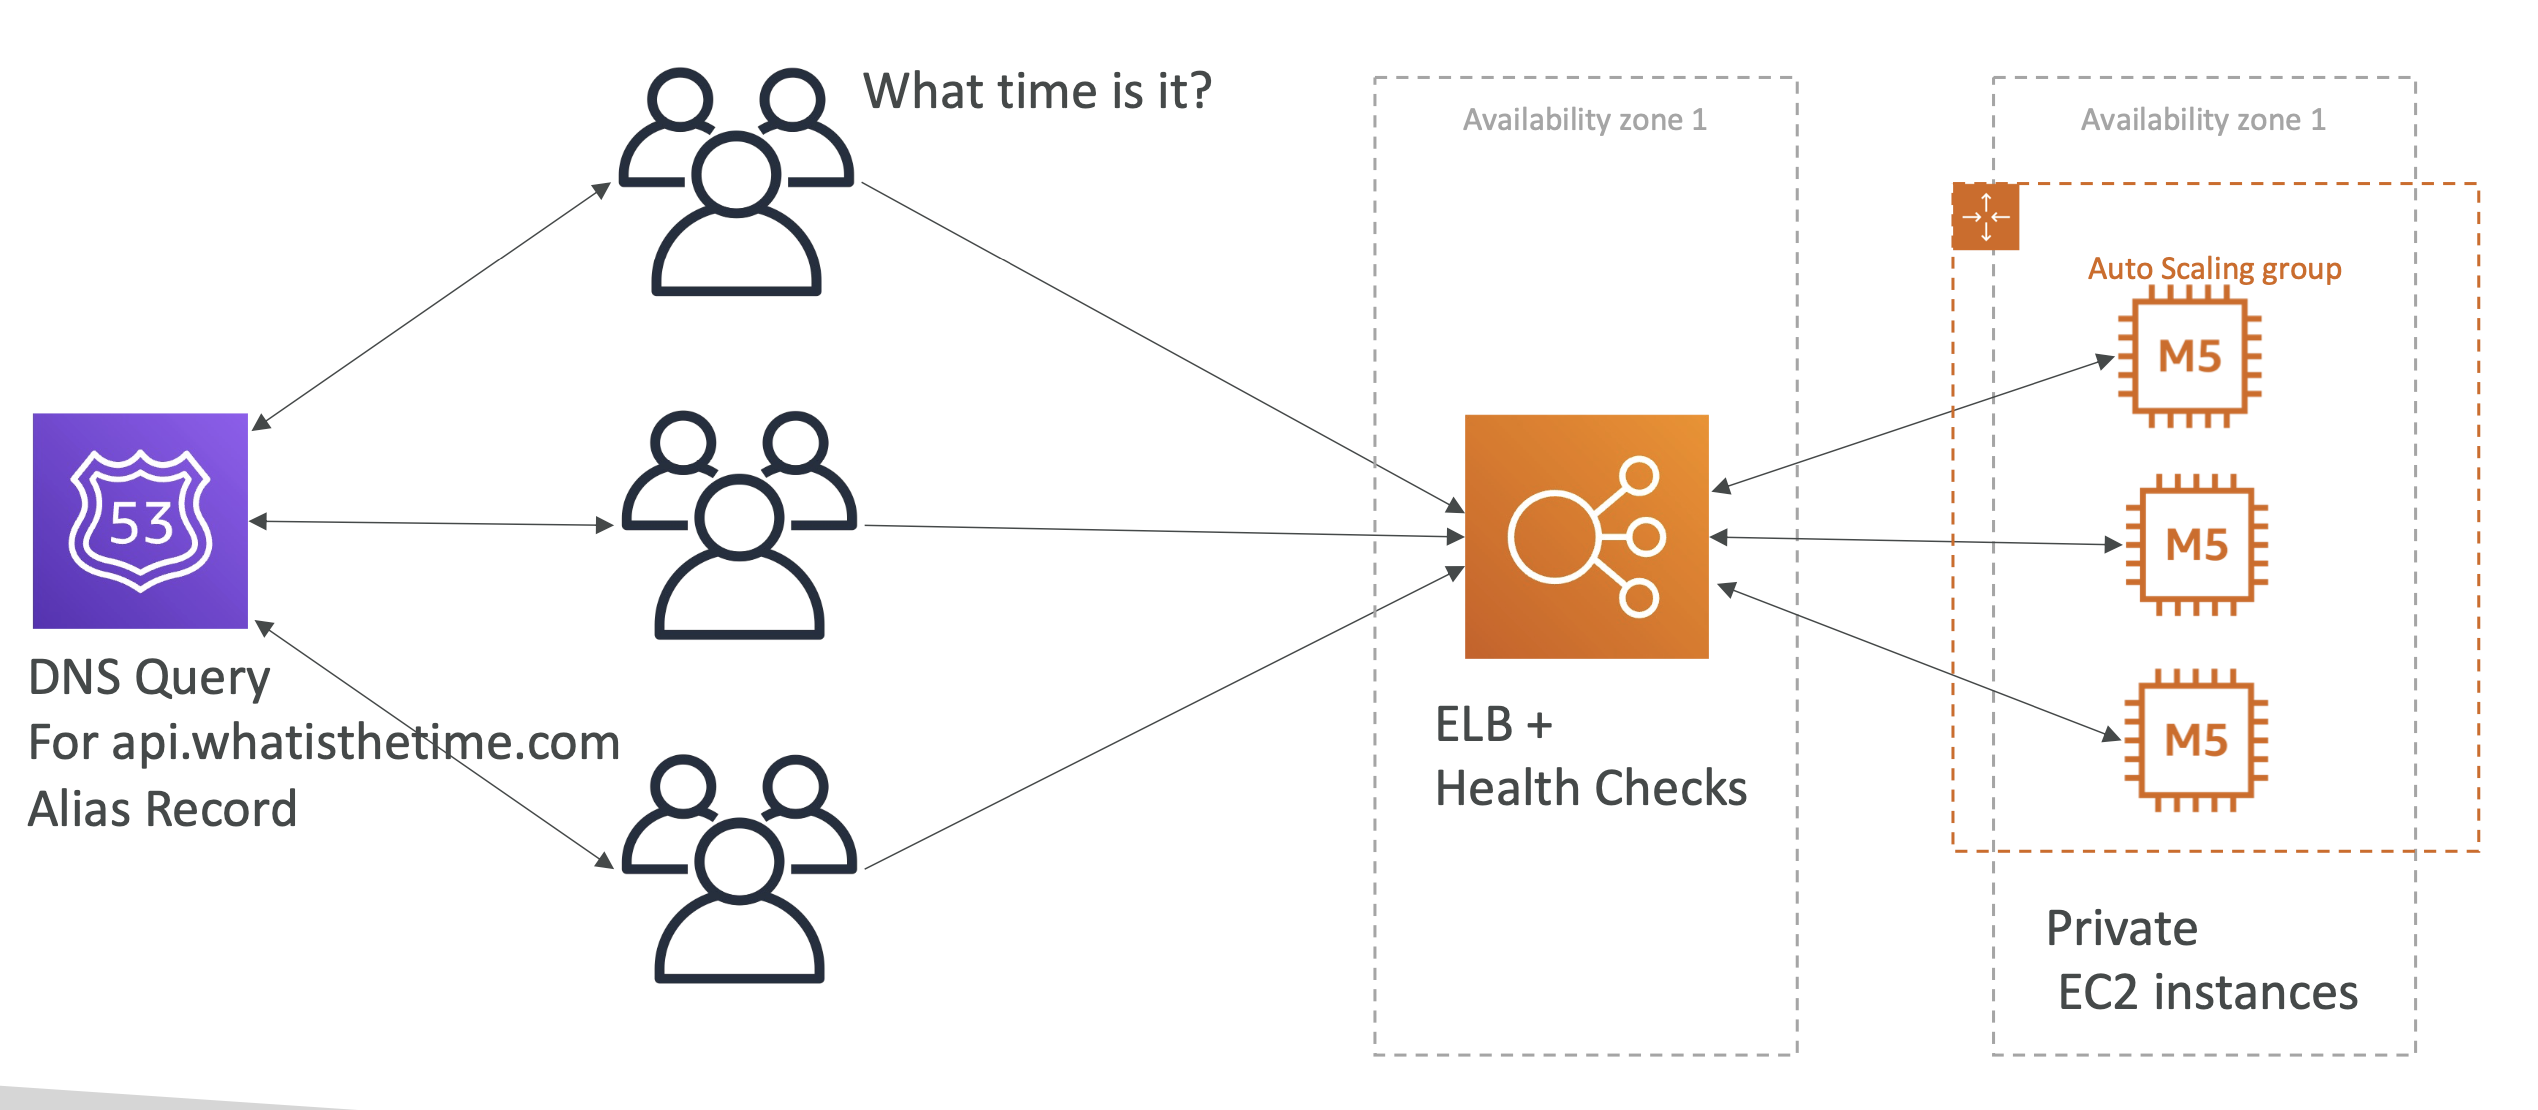 What time is it?
Availability zone 1
Availability zone 1
Auto Scaling group
M5
53
M5
DNS Query
For api.whatisthetime.com
Alias Record
ELB +
Health Checks
M5
Private
EC2 instances